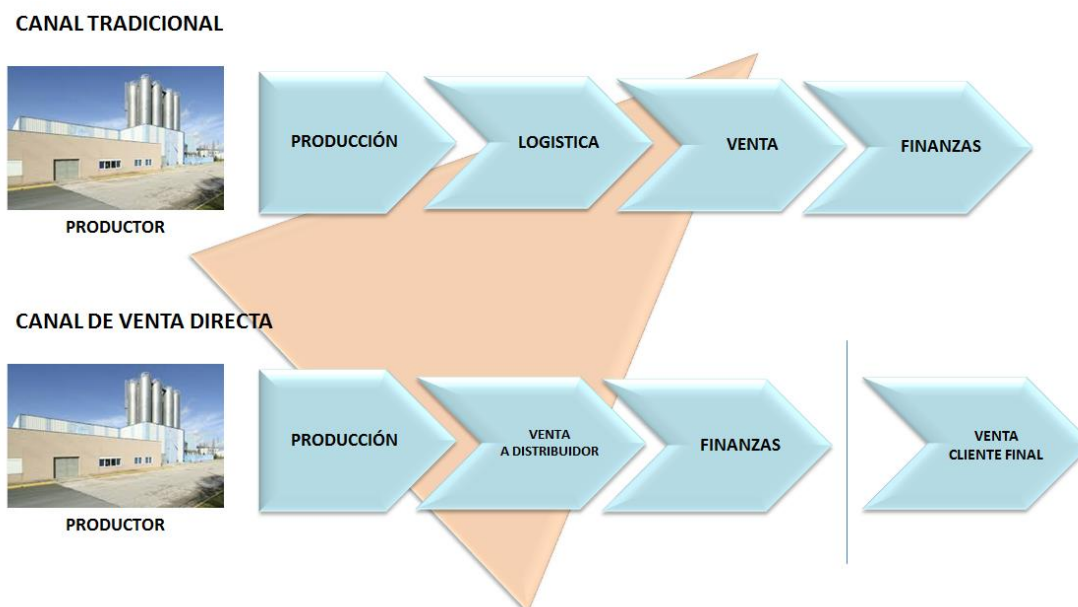 CANAL TRADICIONAL
PRODUCCIÓN
LOGISTICA
VENTA
FINANZAS
PRODUCTOR
CANAL DE VENTA DIRECTA
PRODUCCIÓN
VENTA
A DISTRIBUIDOR
FINANZAS
VENTA
CLIENTE FINAL
PRODUCTOR